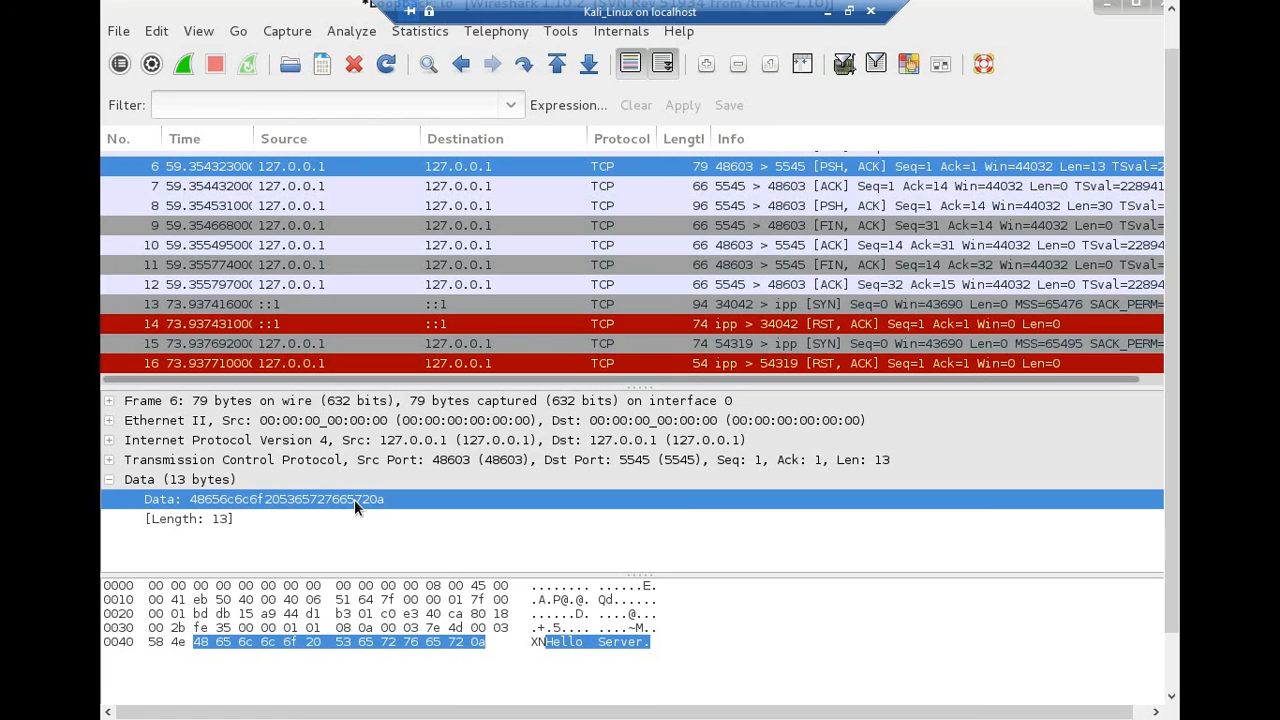 Kali_Linux on localhost
File Edit View Go Capture Analyze Statistics Telephony Tools Internals Help
Filter: Expression... Clear Apply Save
No. Time Source Destination Protocol Lengtl Info
6 59.354323000 127.0.0.1 127.0.0.1 TCP 79 48603 > 5545 [PSH, ACK] Seq=1 Ack=1 Win=44032 Len=13 TSval=2
7 59.354432000 127.0.0.1 127.0.0.1 TCP 66 5545 > 48603 [ACK] Seq=1 Ack=14 Win=44032 Len=0 TSval=228941
8 59.354531000 127.0.0.1 127.0.0.1 TCP 96 5545 > 48603 [PSH, ACK] Seq=1 Ack=14 Win=44032 Len=30 TSval=
9 59.354668000 127.0.0.1 127.0.0.1 TCP 66 5545 > 48603 [FIN, ACK] Seq=31 Ack=14 Win=44032 Len=0 TSval=
10 59.355495000 127.0.0.1 127.0.0.1 TCP 66 48603 > 5545 [ACK] Seq=14 Ack=31 Win=44032 Len=0 TSval=22894
11 59.355774000 127.0.0.1 127.0.0.1 TCP 66 48603 > 5545 [FIN, ACK] Seq=14 Ack=32 Win=44032 Len=0 TSval=
12 59.355797000 127.0.0.1 127.0.0.1 TCP 66 5545 > 48603 [ACK] Seq=32 Ack=15 Win=44032 Len=0 TSval=22894
13 73.937416000 ::1 ::1 TCP 94 34042 > ipp [SYN] Seq=0 Win=43690 Len=0 MSS=65476 SACK_PERM=
14 73.937431000 ::1 ::1 TCP 74 ipp > 34042 [RST, ACK] Seq=1 Ack=1 Win=0 Len=0
15 73.937692000 127.0.0.1 127.0.0.1 TCP 74 54319 > ipp [SYN] Seq=0 Win=43690 Len=0 MSS=65495 SACK_PERM=
16 73.937710000 127.0.0.1 127.0.0.1 TCP 54 ipp > 54319 [RST, ACK] Seq=1 Ack=1 Win=0 Len=0
Frame 6: 79 bytes on wire (632 bits), 79 bytes captured (632 bits) on interface 0
Ethernet II, Src: 00:00:00_00:00:00 (00:00:00:00:00:00), Dst: 00:00:00_00:00:00 (00:00:00:00:00:00)
Internet Protocol Version 4, Src: 127.0.0.1 (127.0.0.1), Dst: 127.0.0.1 (127.0.0.1)
Transmission Control Protocol, Src Port: 48603 (48603), Dst Port: 5545 (5545), Seq: 1, Ack: 1, Len: 13
Data (13 bytes)
Data: 48656c6c6f205365727665720a
[Length: 13]
0000 00 00 00 00 00 00 00 00 00 00 00 00 08 00 45 00 ........ ......E.
0010 00 41 eb 50 40 00 40 06 51 64 7f 00 00 01 7f 00 .A.P@.@. Qd......
0020 00 01 bd db 15 a9 44 d1 b3 01 c0 e3 40 ca 80 18 ......D. ....@...
0030 00 2b fe 35 00 00 01 01 08 0a 00 03 7e 4d 00 03 .+.5.... ....~M..
0040 58 4e 48 65 6c 6c 6f 20 53 65 72 76 65 72 0a XNHello Server.